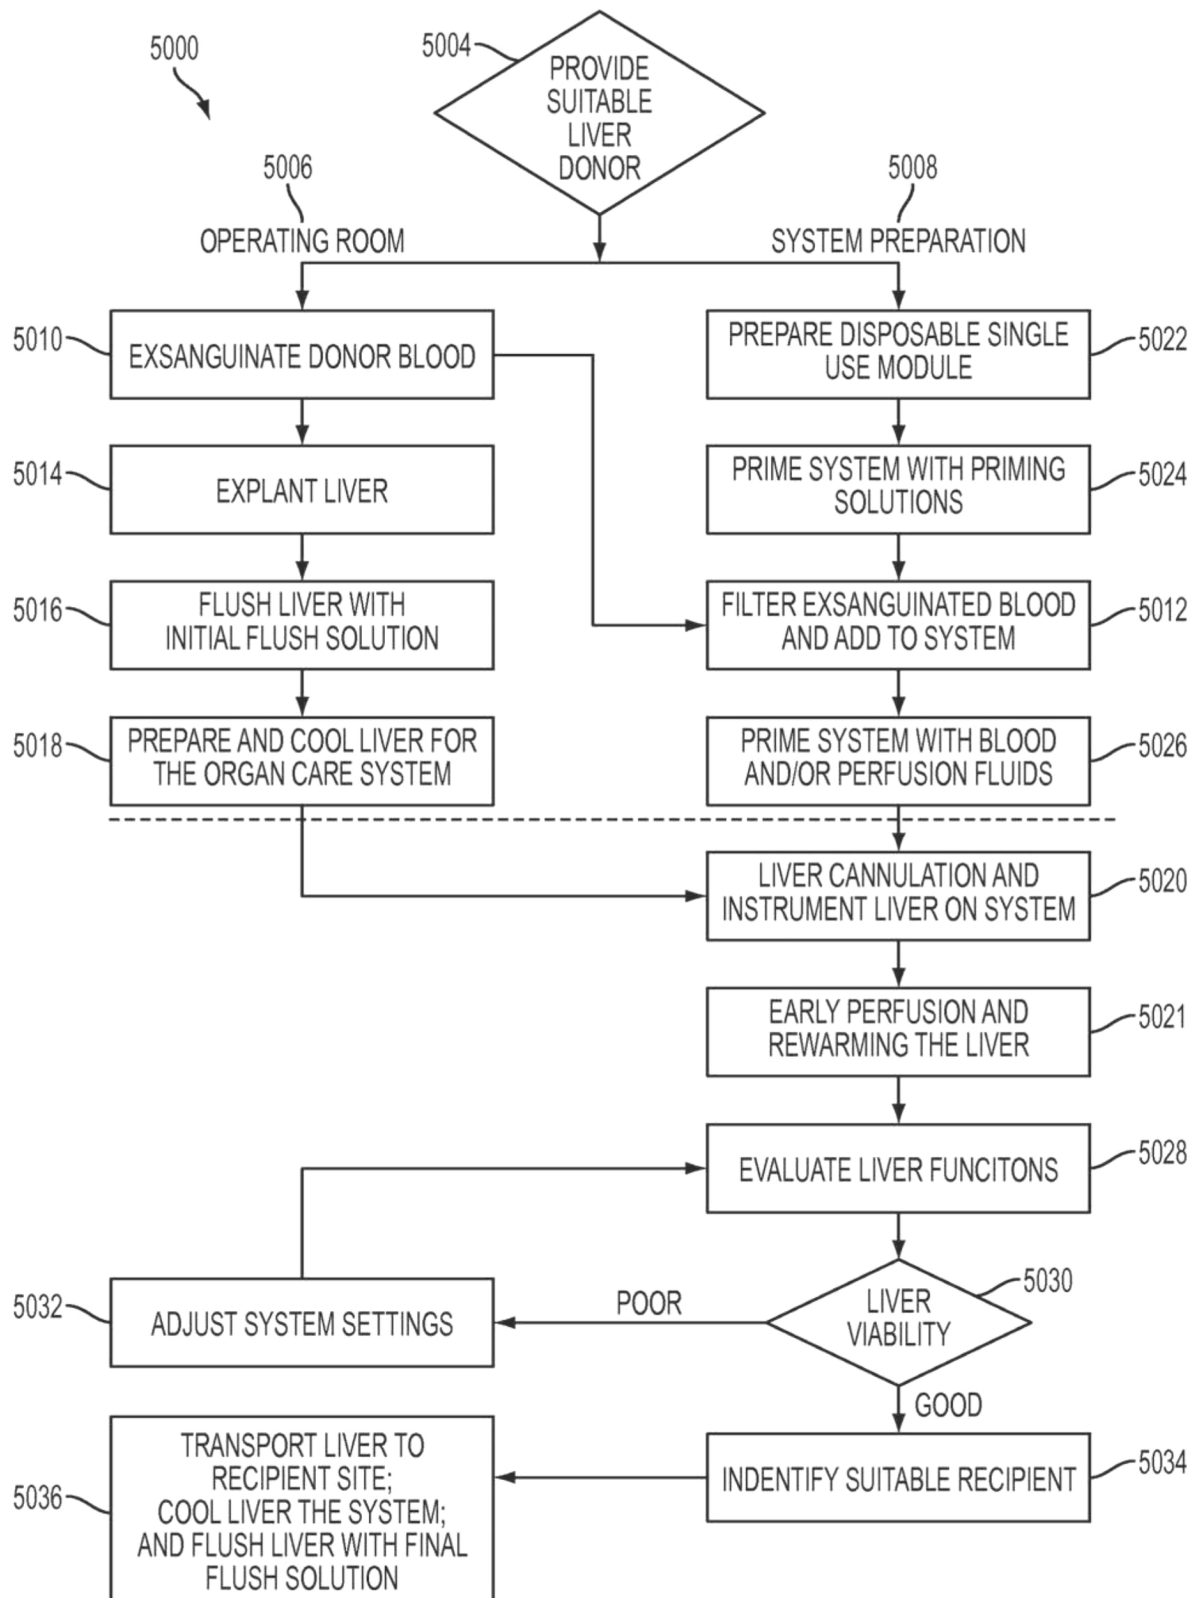 5000
5004
PROVIDE
SUITABLE
LIVER
DONOR
5006
OPERATING ROOM
5008
SYSTEM PREPARATION
5010
EXSANGUINATE DONOR BLOOD
PREPARE DISPOSABLE SINGLE
USE MODULE
5022
5014
EXPLANT LIVER
PRIME SYSTEM WITH PRIMING
SOLUTIONS
5024
5016
FLUSH LIVER WITH
INITIAL FLUSH SOLUTION
FILTER EXSANGUINATED BLOOD
AND ADD TO SYSTEM
5012
5018
PREPARE AND COOL LIVER FOR
THE ORGAN CARE SYSTEM
PRIME SYSTEM WITH BLOOD
AND/OR PERFUSION FLUIDS
5026
LIVER CANNULATION AND
INSTRUMENT LIVER ON SYSTEM
5020
EARLY PERFUSION AND
REWARMING THE LIVER
5021
EVALUATE LIVER FUNCITONS
5028
5030
LIVER
VIABILITY
POOR
5032
ADJUST SYSTEM SETTINGS
GOOD
INDENTIFY SUITABLE RECIPIENT
5034
5036
TRANSPORT LIVER TO
RECIPIENT SITE;
COOL LIVER THE SYSTEM;
AND FLUSH LIVER WITH FINAL
FLUSH SOLUTION